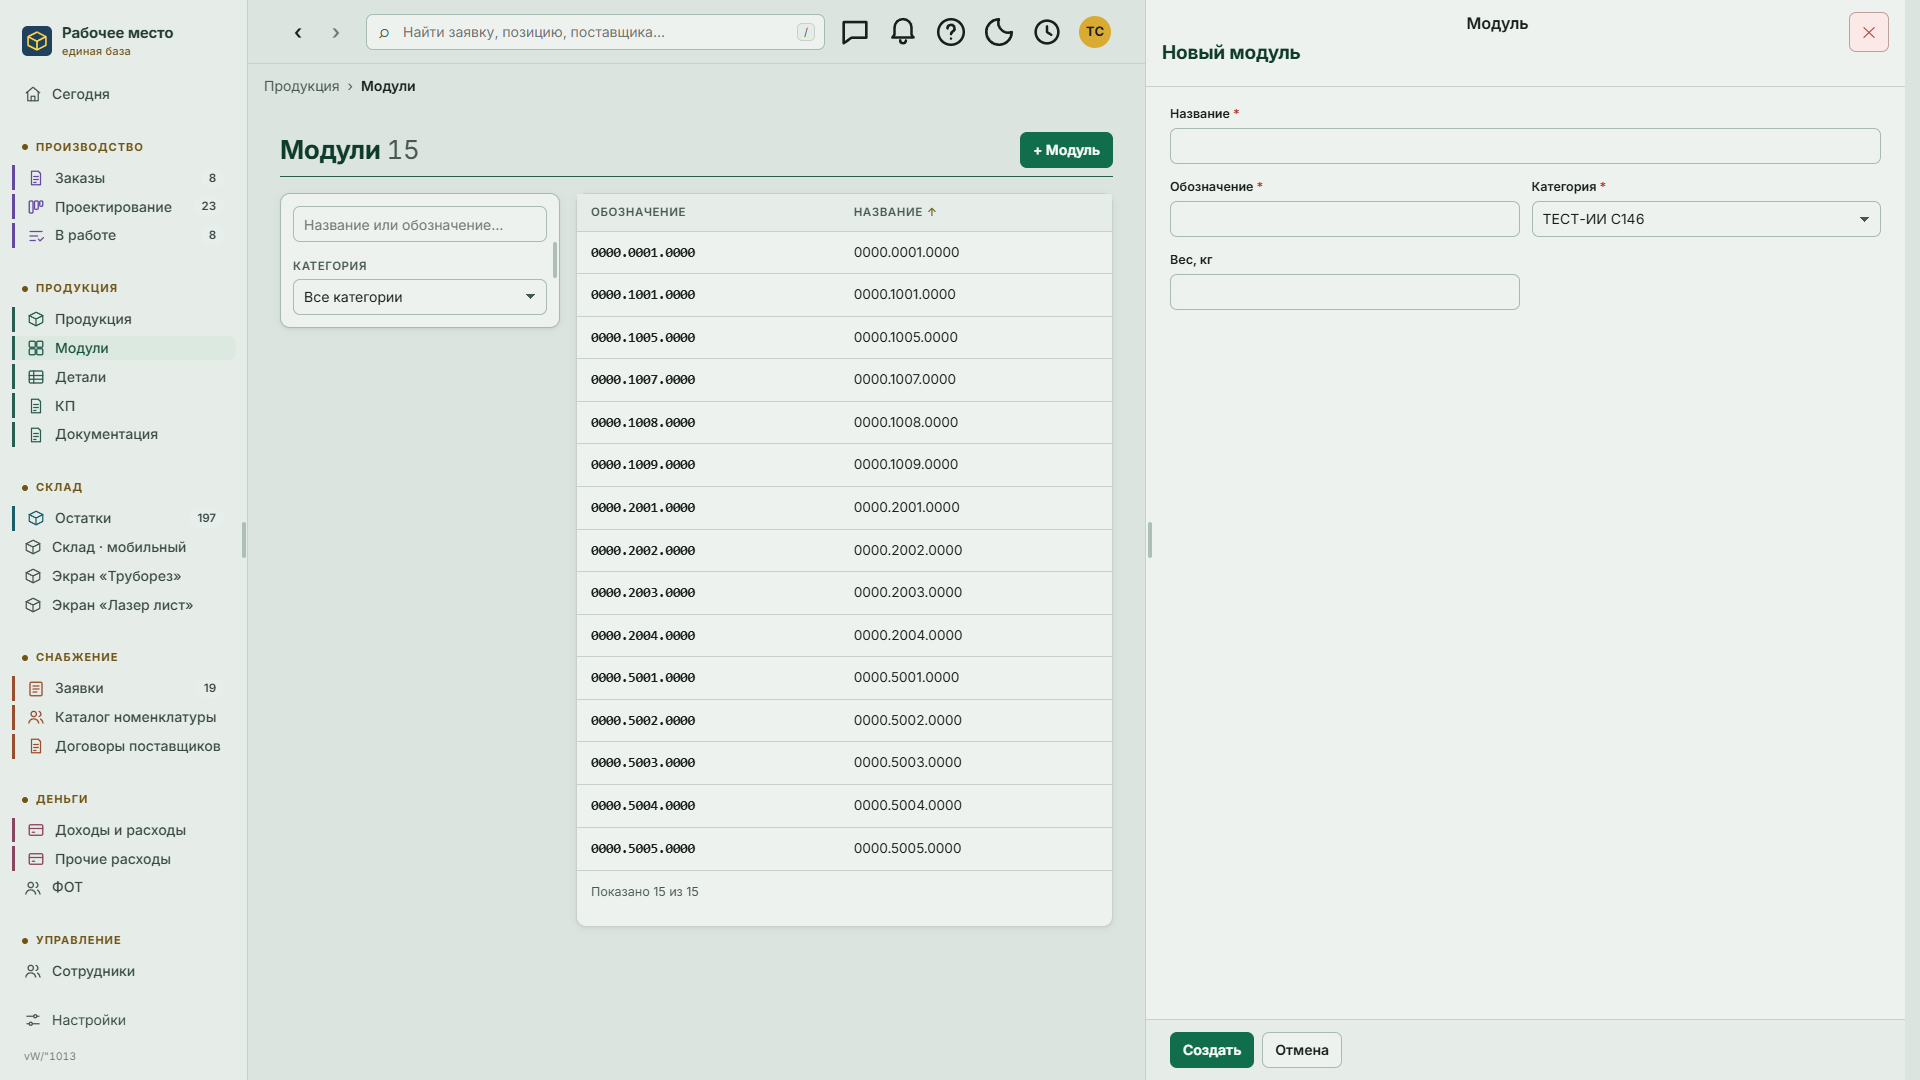 Рабочее место
единая база
Сегодня
ПРОИЗВОДСТВО
Заказы 8
Проектирование 23
В работе 8
ПРОДУКЦИЯ
Продукция
Модули
Детали
КП
Документация
СКЛАД
Остатки 197
Склад · мобильный
Экран «Труборез»
Экран «Лазер лист»
СНАБЖЕНИЕ
Заявки 19
Каталог номенклатуры
Договоры поставщиков
ДЕНЬГИ
Доходы и расходы
Прочие расходы
ФОТ
УПРАВЛЕНИЕ
Сотрудники
Настройки
vW/"1013
Найти заявку, позицию, поставщика... /
ТС
Продукция › Модули
Модули 15
+ Модуль
Название или обозначение...
КАТЕГОРИЯ
Все категории
ОБОЗНАЧЕНИЕ НАЗВАНИЕ ↑
0000.0001.0000 0000.0001.0000
0000.1001.0000 0000.1001.0000
0000.1005.0000 0000.1005.0000
0000.1007.0000 0000.1007.0000
0000.1008.0000 0000.1008.0000
0000.1009.0000 0000.1009.0000
0000.2001.0000 0000.2001.0000
0000.2002.0000 0000.2002.0000
0000.2003.0000 0000.2003.0000
0000.2004.0000 0000.2004.0000
0000.5001.0000 0000.5001.0000
0000.5002.0000 0000.5002.0000
0000.5003.0000 0000.5003.0000
0000.5004.0000 0000.5004.0000
0000.5005.0000 0000.5005.0000
Показано 15 из 15
Модуль
Новый модуль
Название *
Обозначение * Категория *
ТЕСТ-ИИ С146
Вес, кг
Создать Отмена